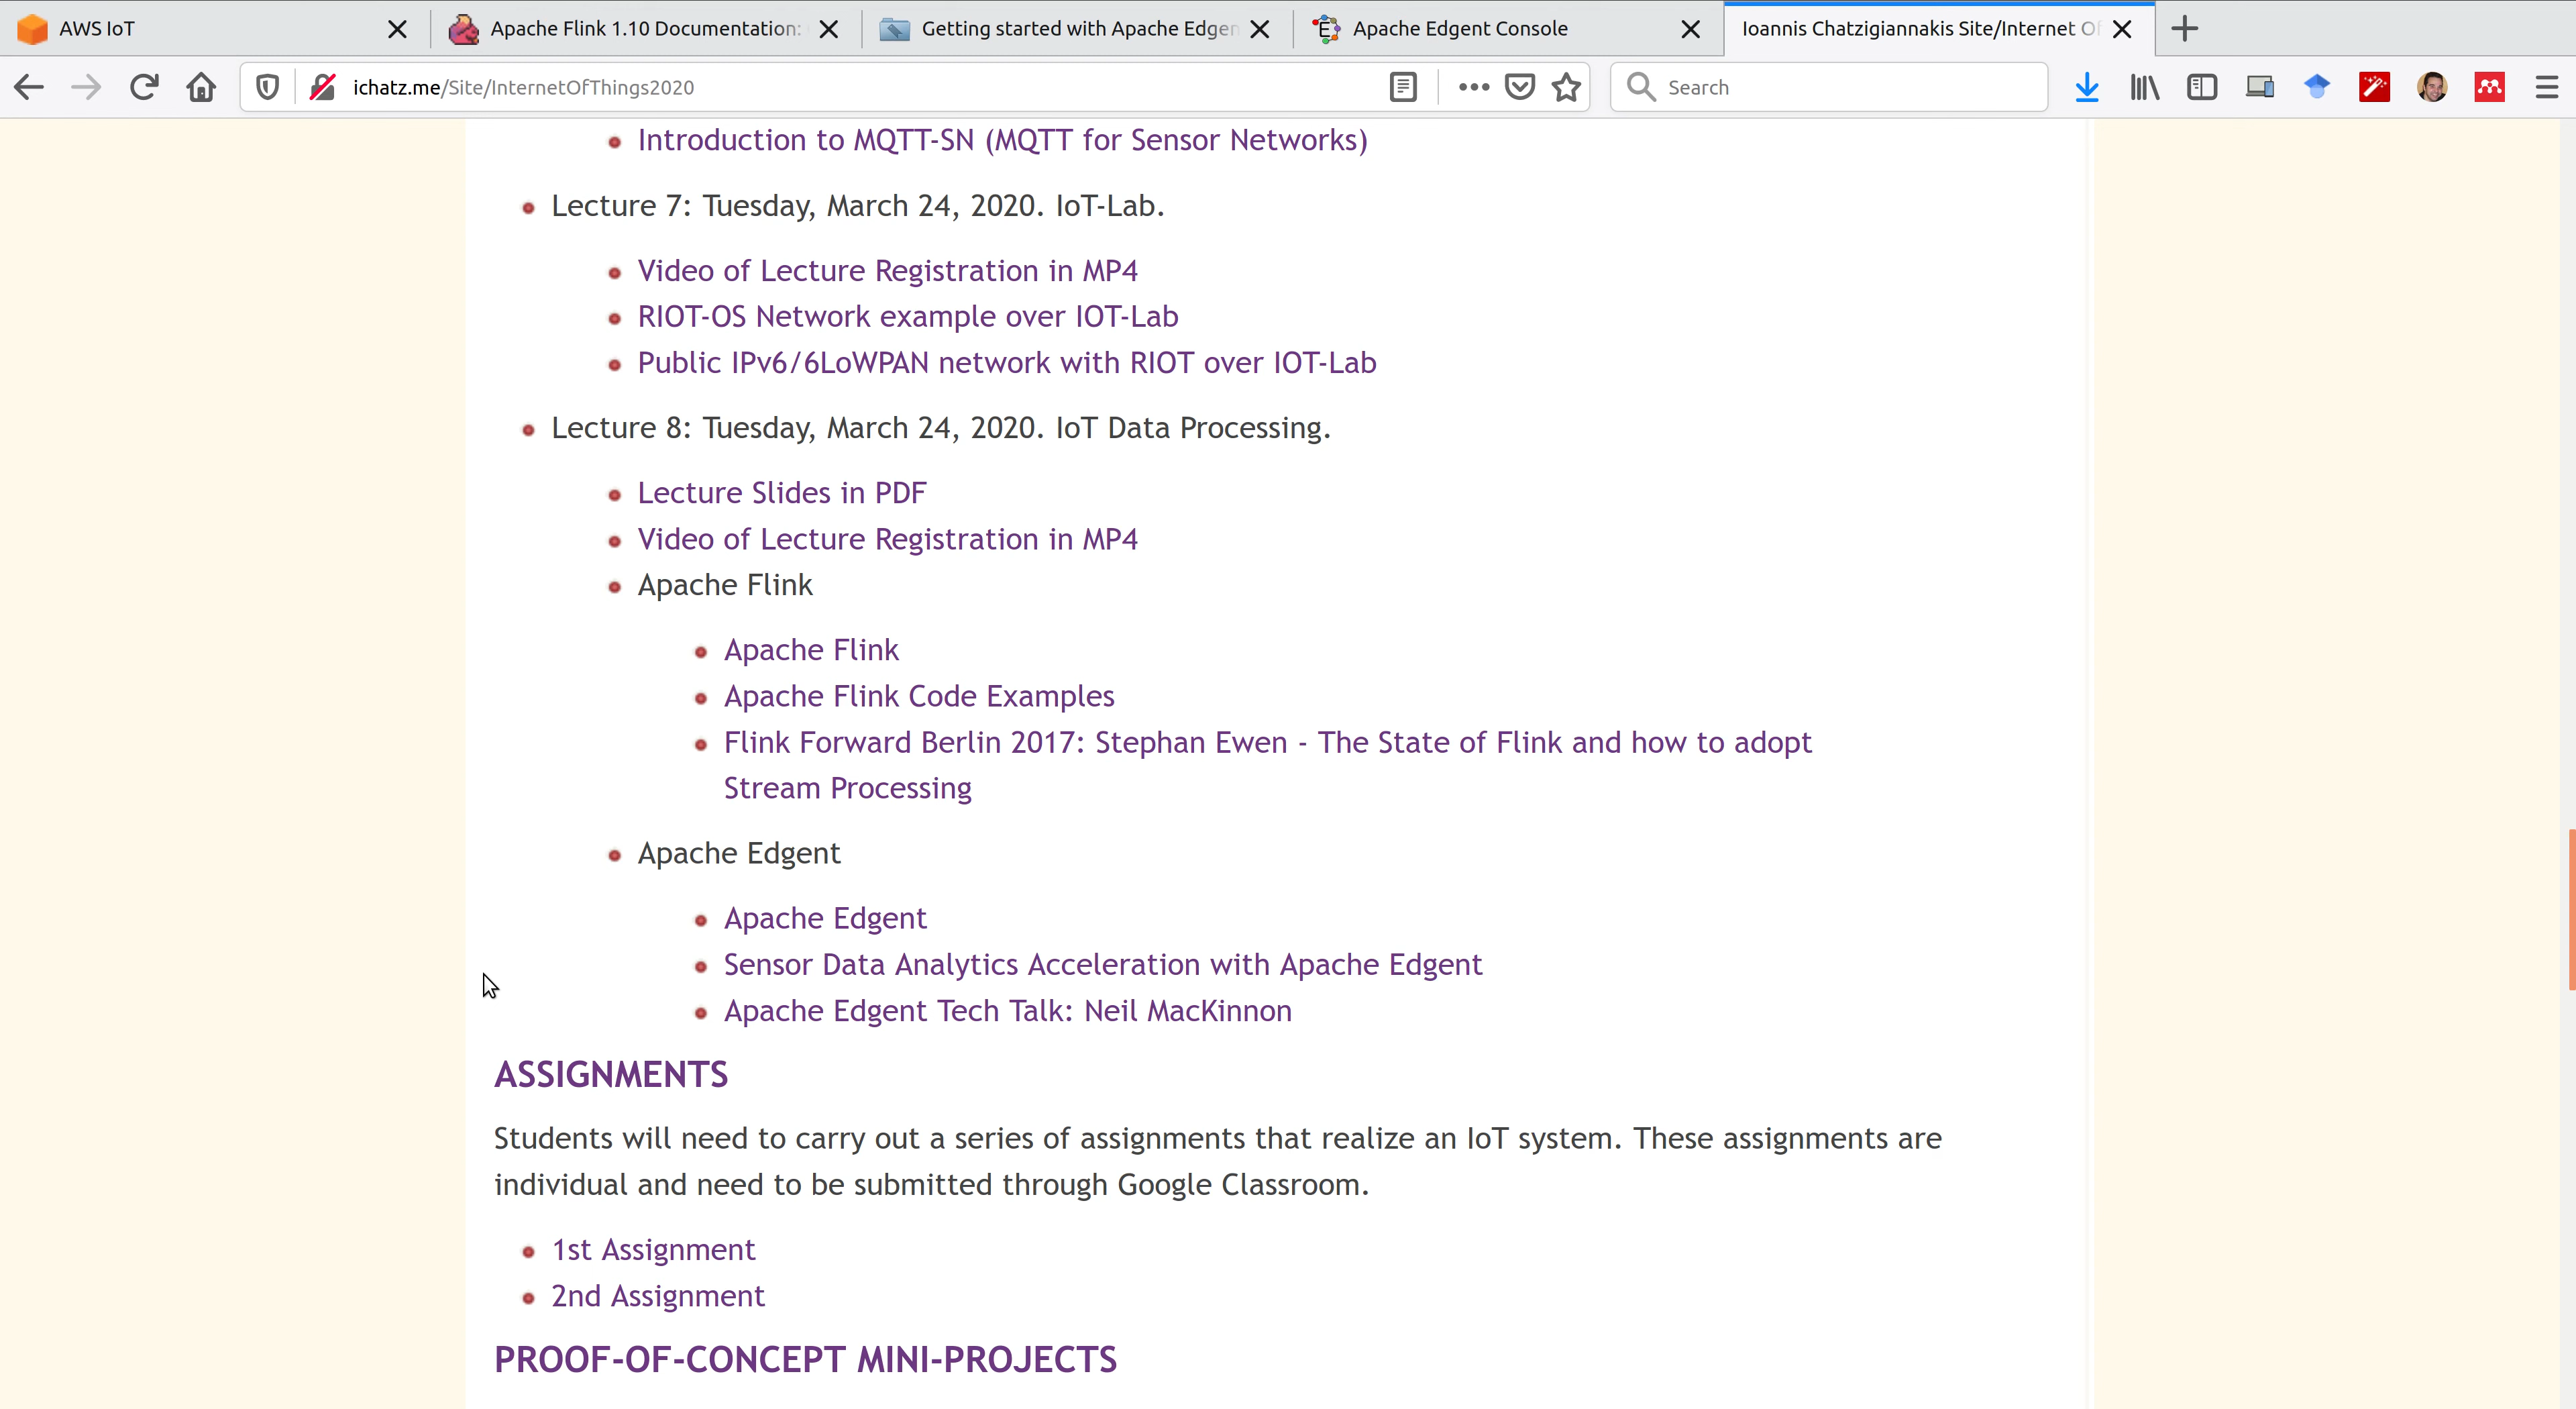 AWS IoT
Apache Flink 1.10 Documentation:
Getting started with Apache Edgen
Apache Edgent Console
Ioannis Chatzigiannakis Site/Internet Of
ichatz.me/Site/InternetOfThings2020
Search
Introduction to MQTT-SN (MQTT for Sensor Networks)
Lecture 7: Tuesday, March 24, 2020. IoT-Lab.
Video of Lecture Registration in MP4
RIOT-OS Network example over IOT-Lab
Public IPv6/6LoWPAN network with RIOT over IOT-Lab
Lecture 8: Tuesday, March 24, 2020. IoT Data Processing.
Lecture Slides in PDF
Video of Lecture Registration in MP4
Apache Flink
Apache Flink
Apache Flink Code Examples
Flink Forward Berlin 2017: Stephan Ewen - The State of Flink and how to adopt
Stream Processing
Apache Edgent
Apache Edgent
Sensor Data Analytics Acceleration with Apache Edgent
Apache Edgent Tech Talk: Neil MacKinnon
ASSIGNMENTS
Students will need to carry out a series of assignments that realize an IoT system. These assignments are
individual and need to be submitted through Google Classroom.
1st Assignment
2nd Assignment
PROOF-OF-CONCEPT MINI-PROJECTS